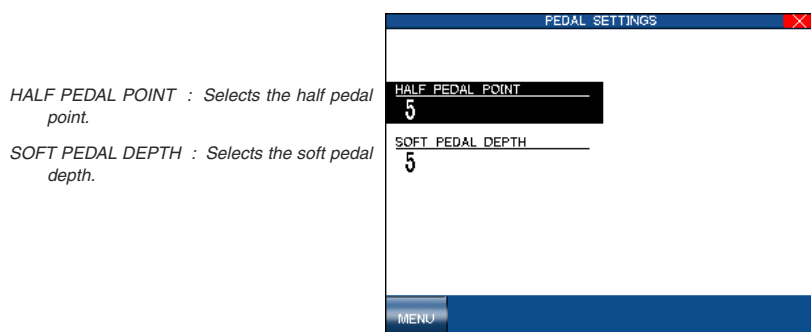 PEDAL SETTINGS
HALF PEDAL POINT : Selects the half pedal
point.
SOFT PEDAL DEPTH : Selects the soft pedal
depth.
HALF PEDAL POINT
5
SOFT PEDAL DEPTH
5
MENU